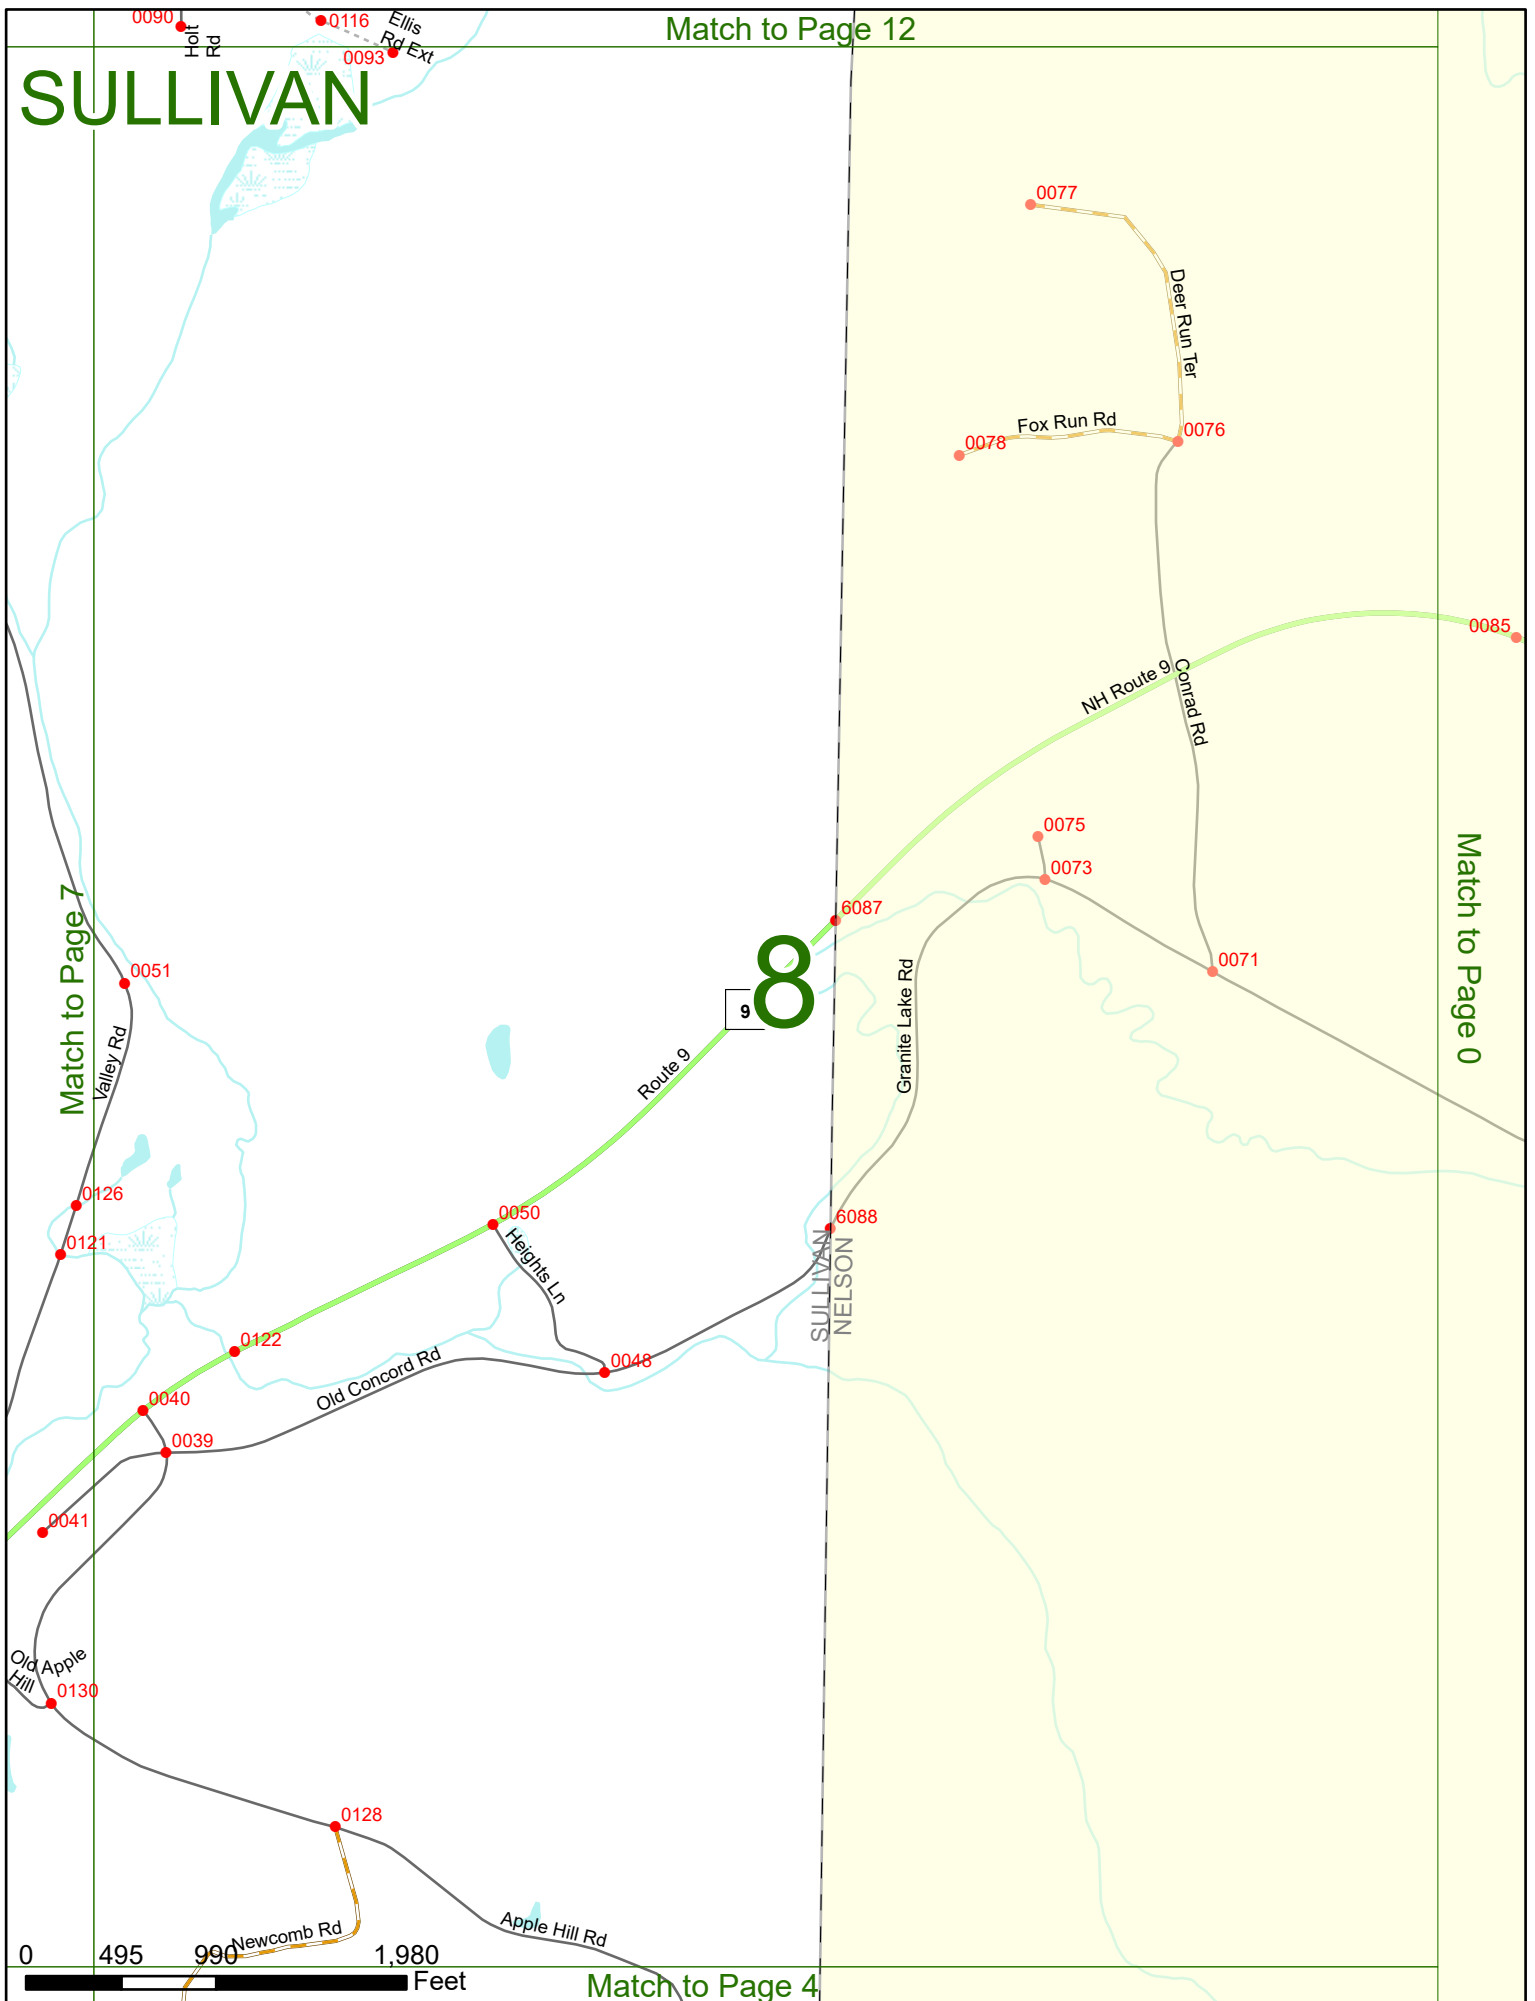 0090
Holt
Rd
0116
Ellis
Rd Ext
0093
Match to Page 12
SULLIVAN
0077
Deer Run Ter
Fox Run Rd
0078
0076
0085
NH Route 9
Conrad Rd
0075
0073
Match to Page 0
Match to Page 7
6087
8
9
0071
0051
Valley Rd
Route 9
Granite Lake Rd
0126
0121
0050
Heights Ln
6088
SULLIVAN
NELSON
0122
Old Concord Rd
0048
0040
0039
0041
Old Apple
Hill
0130
0128
Newcomb Rd
Apple Hill Rd
0 495 990 1,980
Feet
Match to Page 4